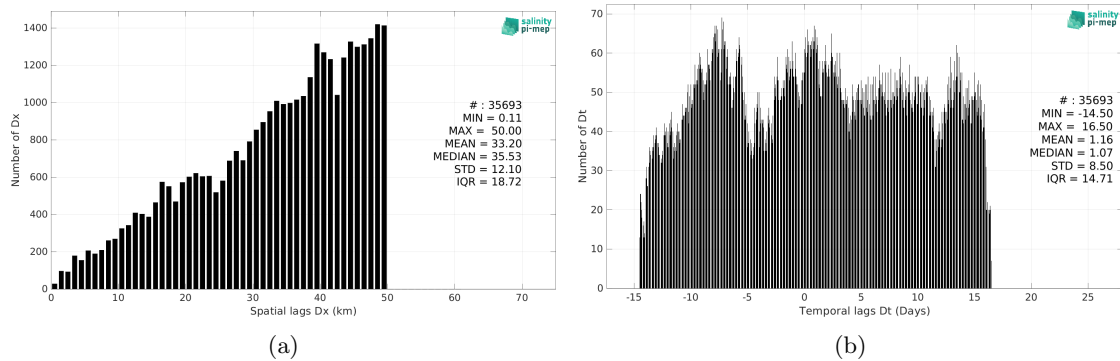 1400
1200
1000
800
600
400
200
0
Number of Dx
0 10 20 30 40 50 60 70
Spatial lags Dx (km)
salinity
pi-mep
# : 35693
MIN = 0.11
MAX = 50.00
MEAN = 33.20
MEDIAN = 35.53
STD = 12.10
IQR = 18.72
(a)
70
60
50
40
30
20
10
0
Number of Dt
-15 -10 -5 0 5 10 15 20 25
Temporal lags Dt (Days)
salinity
pi-mep
# : 35693
MIN = -14.50
MAX = 16.50
MEAN = 1.16
MEDIAN = 1.07
STD = 8.50
IQR = 14.71
(b)